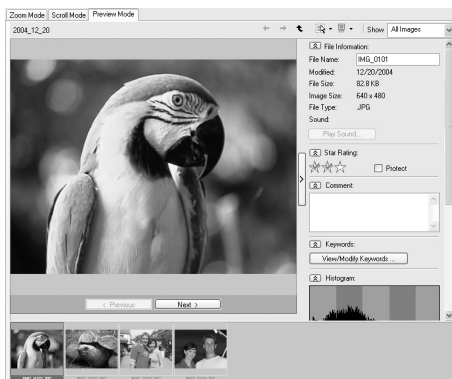 Zoom Mode Scroll Mode Preview Mode
2004_12_20
Show All Images
File Information:
File Name: IMG_0101
Modified: 12/20/2004
File Size: 82.8 KB
Image Size: 640 x 480
File Type: .JPG
Sound:
Play Sound...
Star Rating:
Protect
Comment:
Keywords:
View/Modify Keywords ...
Histogram:
< Previous Next >